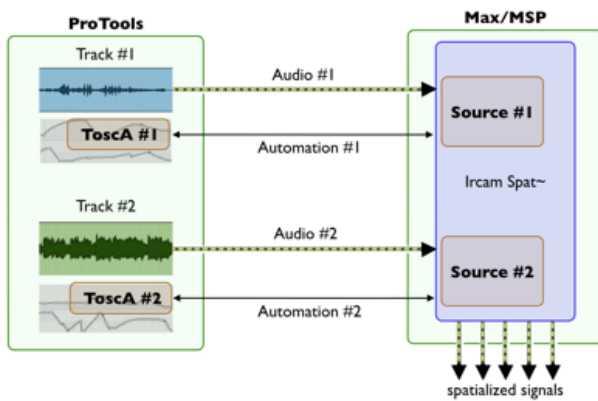 ProTools
Max/MSP
Track #1
Audio #1
Source #1
ToscA #1
Automation #1
Ircam Spat~
Track #2
Audio #2
Source #2
ToscA #2
Automation #2
spatialized signals